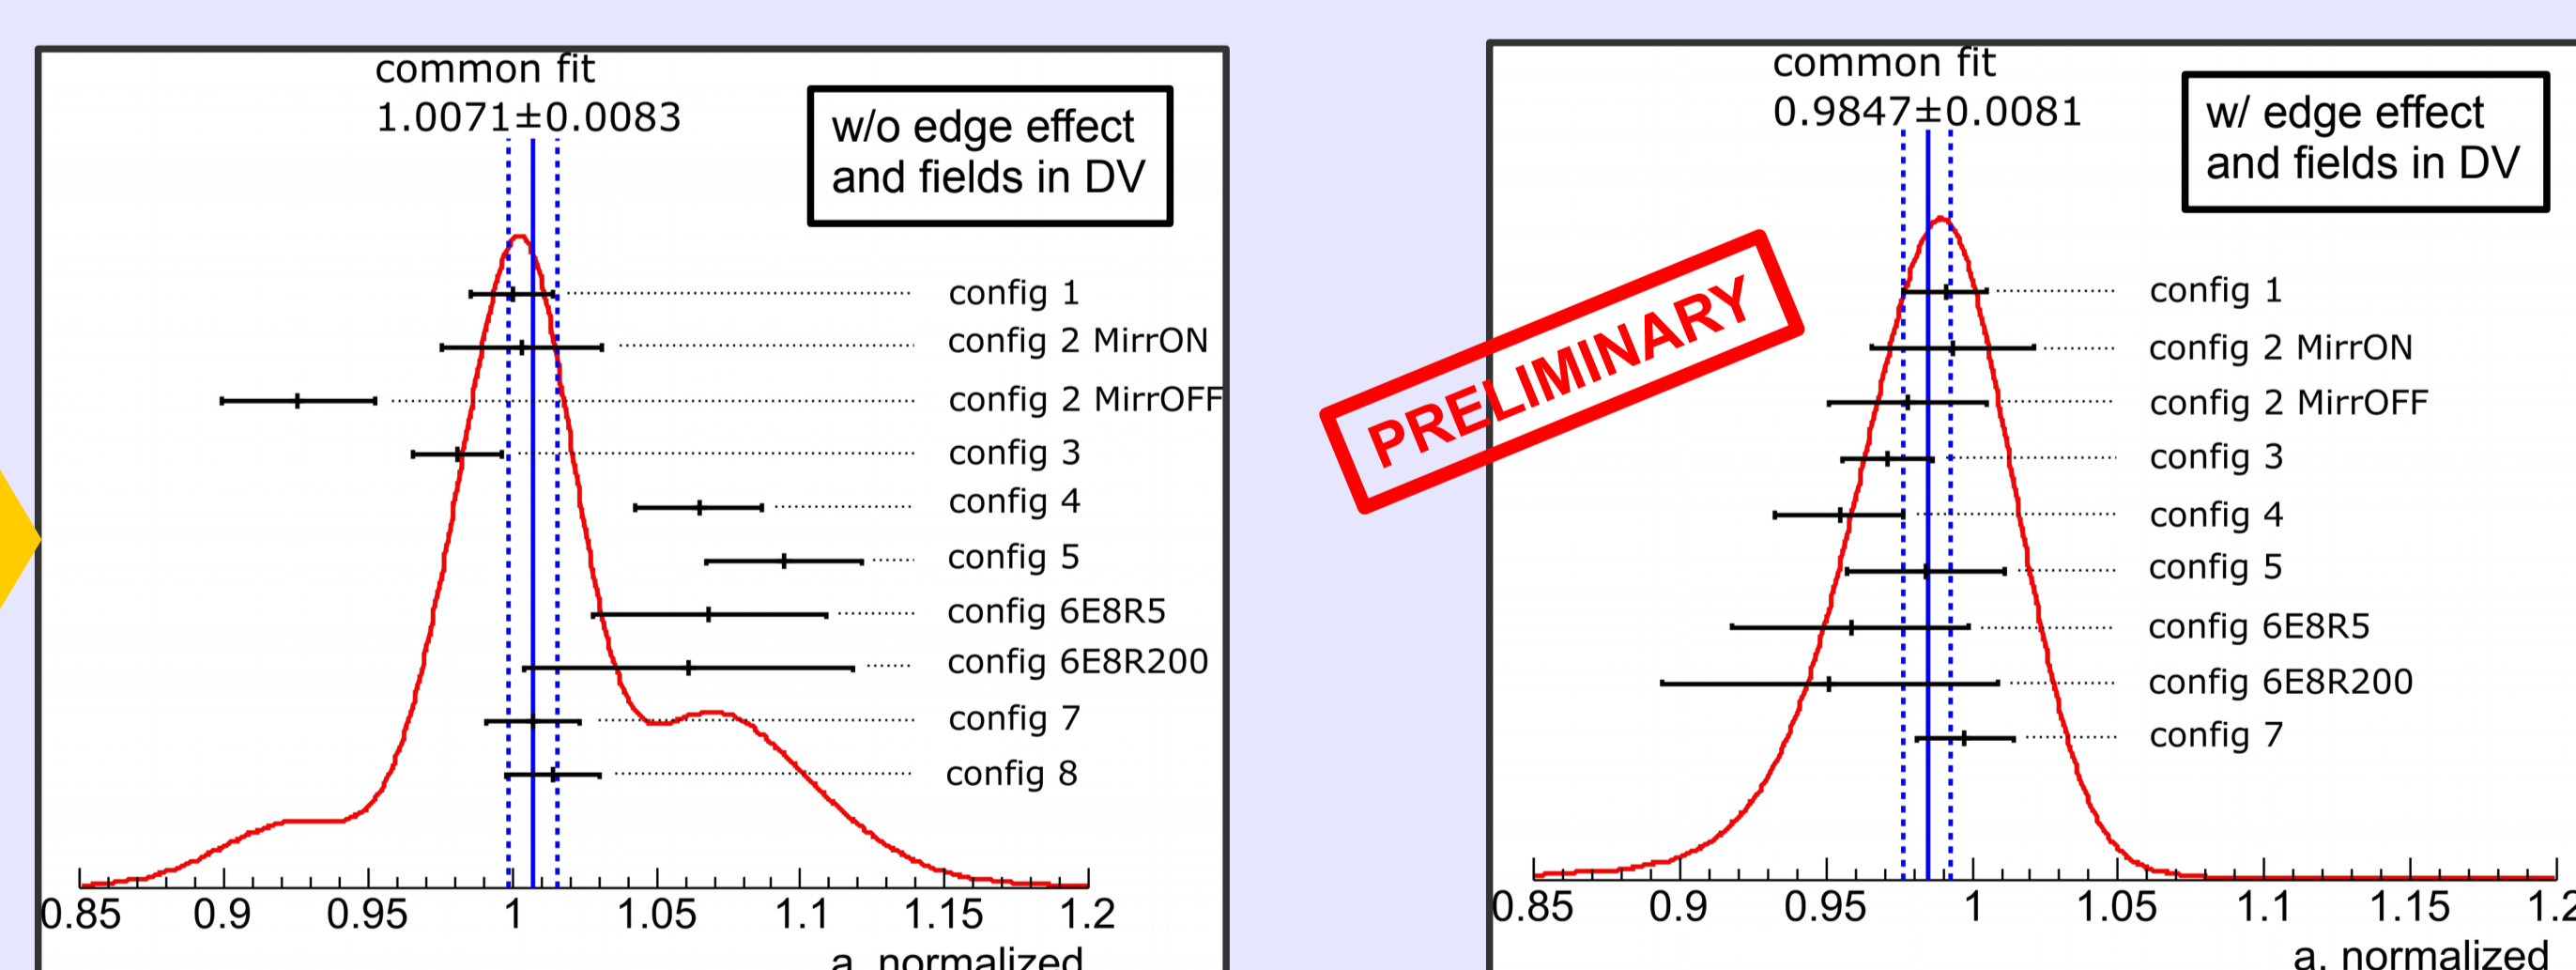 common fit
1.0071±0.0083
w/o edge effect
and fields in DV
config 1
config 2 MirrON
config 2 MirrOFF
config 3
config 4
config 5
config 6E8R5
config 6E8R200
config 7
config 8
0.85 0.9 0.95 1 1.05 1.1 1.15 1.2
a, normalized
PRELIMINARY
common fit
0.9847±0.0081
w/ edge effect
and fields in DV
config 1
config 2 MirrON
config 2 MirrOFF
config 3
config 4
config 5
config 6E8R5
config 6E8R200
config 7
0.85 0.9 0.95 1 1.05 1.1 1.15 1.2
a, normalized